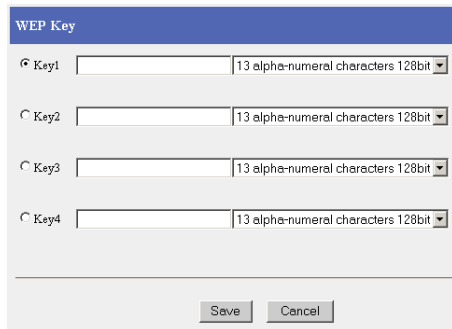 WEP Key
Key1 13 alpha-numeral characters 128bit
Key2 13 alpha-numeral characters 128bit
Key3 13 alpha-numeral characters 128bit
Key4 13 alpha-numeral characters 128bit
Save Cancel